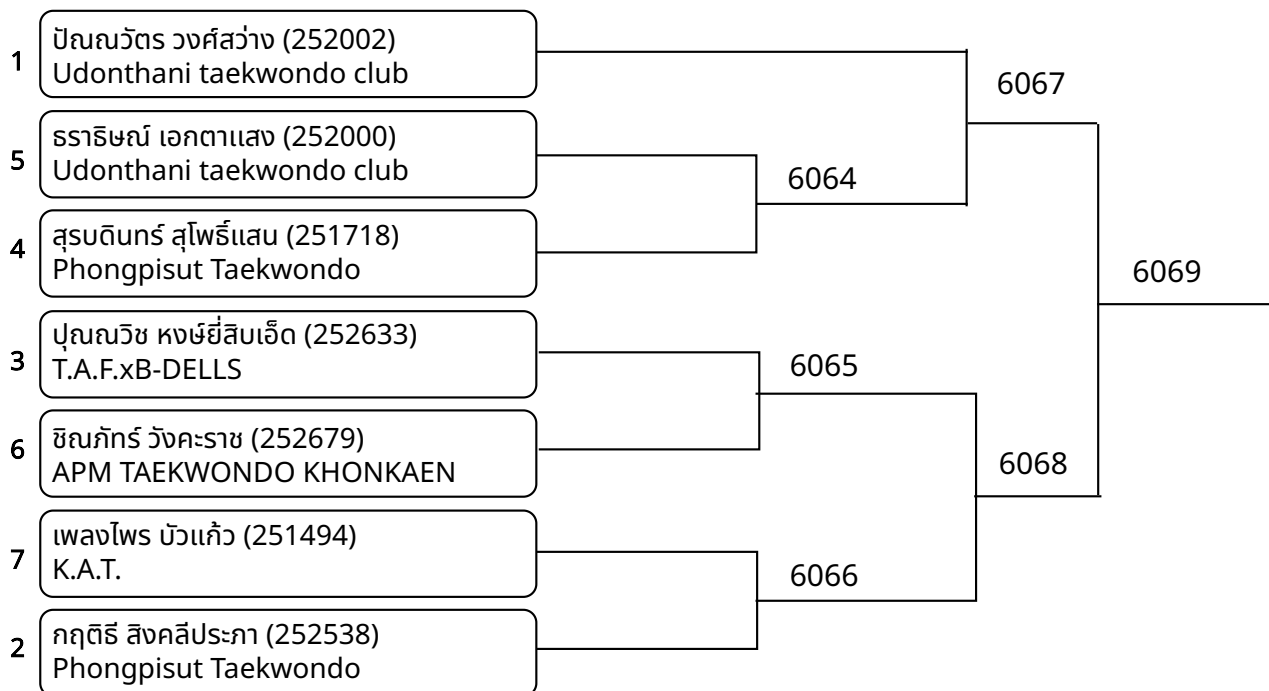 1
ปัณณวัตร วงศ์สว่าง (252002)
Udonthani taekwondo club
5
ธราธิษณ์ เอกตาแสง (252000)
Udonthani taekwondo club
4
สุรบดินทร์ สุโพธิ์แสน (251718)
Phongpisut Taekwondo
3
ปุณณวิช หงษ์ยี่สิบเอ็ด (252633)
T.A.F.xB-DELLS
6
ชิณภัทร์ วังคะราช (252679)
APM TAEKWONDO KHONKAEN
7
เพลงไพร บัวแก้ว (251494)
K.A.T.
2
กฤติธี สิงคลีประภา (252538)
Phongpisut Taekwondo
6064
6065
6066
6067
6068
6069